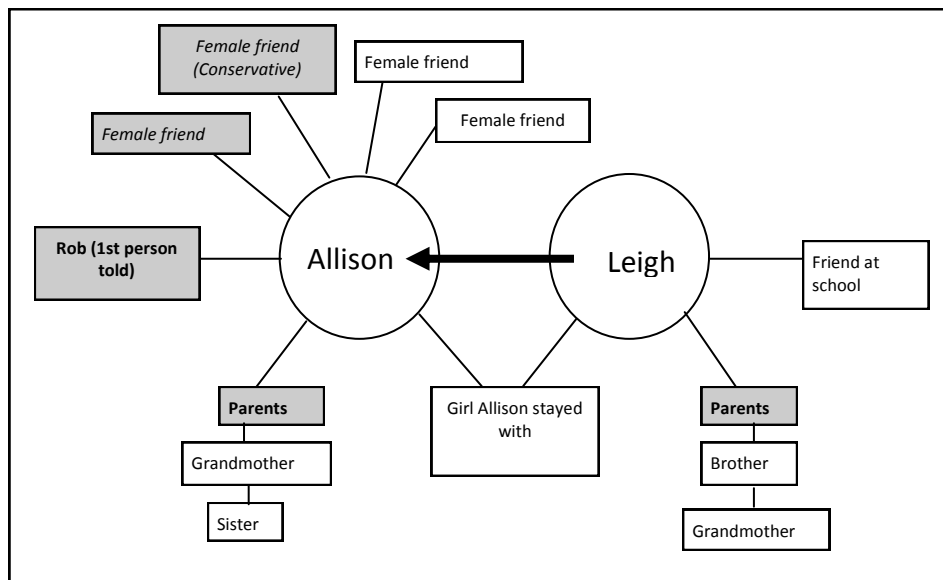 Female friend
(Conservative)
Female friend
Female friend
Female friend
Rob (1st person
told)
Allison
Leigh
Friend at
school
Parents
Grandmother
Sister
Girl Allison stayed
with
Parents
Brother
Grandmother